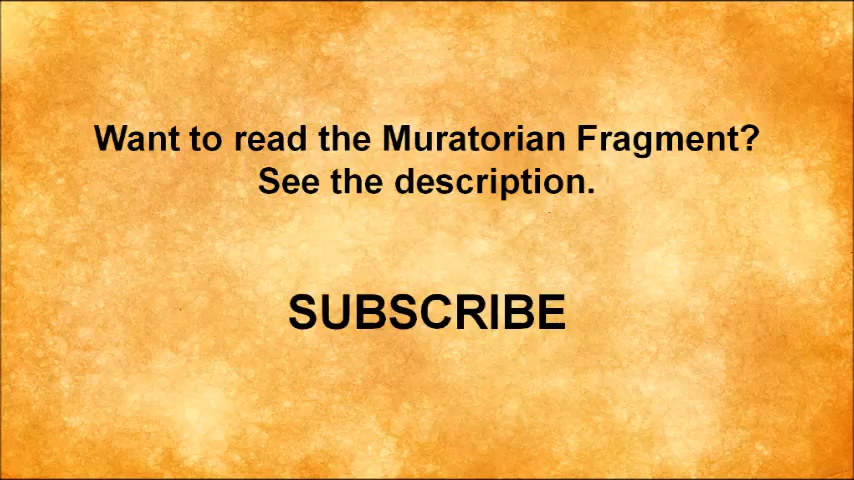 Want to read the Muratorian Fragment?
See the description.
SUBSCRIBE